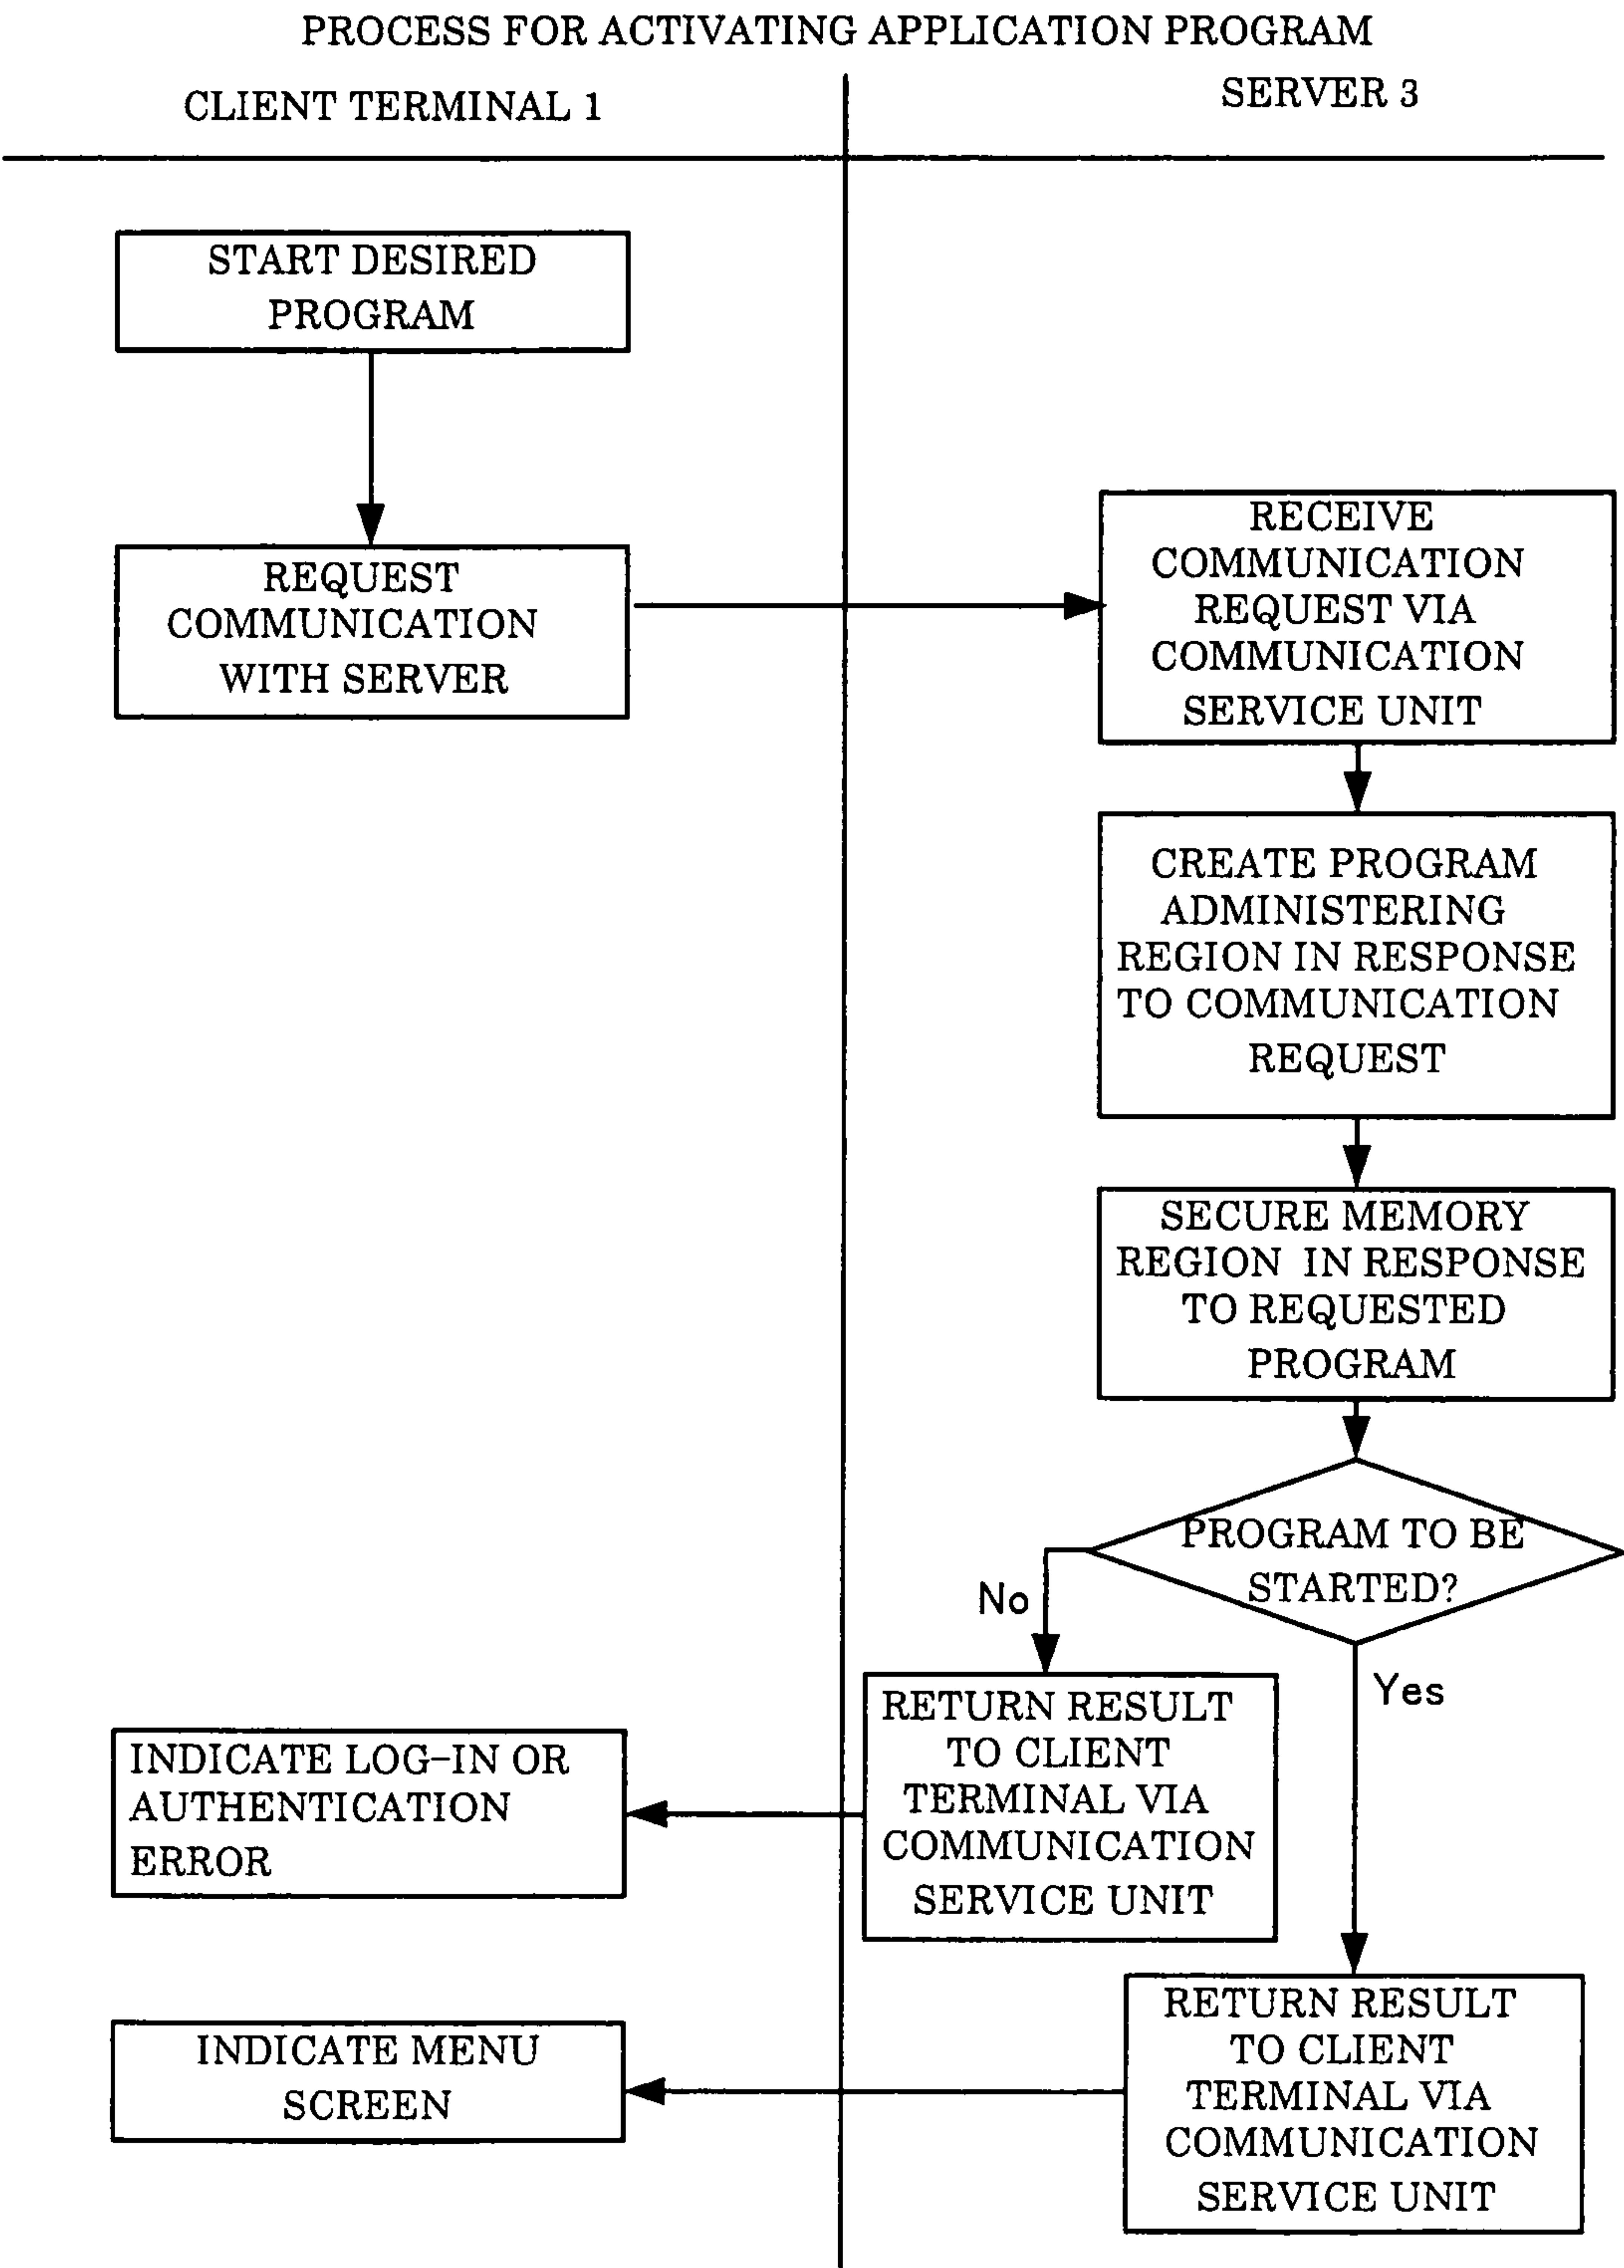 PROCESS FOR ACTIVATING APPLICATION PROGRAM
CLIENT TERMINAL 1
SERVER 3
START DESIRED
PROGRAM
REQUEST
COMMUNICATION
WITH SERVER
RECEIVE
COMMUNICATION
REQUEST VIA
COMMUNICATION
SERVICE UNIT
CREATE PROGRAM
ADMINISTERING
REGION IN RESPONSE
TO COMMUNICATION
REQUEST
SECURE MEMORY
REGION IN RESPONSE
TO REQUESTED
PROGRAM
PROGRAM TO BE
STARTED?
No
Yes
RETURN RESULT
TO CLIENT
TERMINAL VIA
COMMUNICATION
SERVICE UNIT
INDICATE LOG-IN OR
AUTHENTICATION
ERROR
RETURN RESULT
TO CLIENT
TERMINAL VIA
COMMUNICATION
SERVICE UNIT
INDICATE MENU
SCREEN